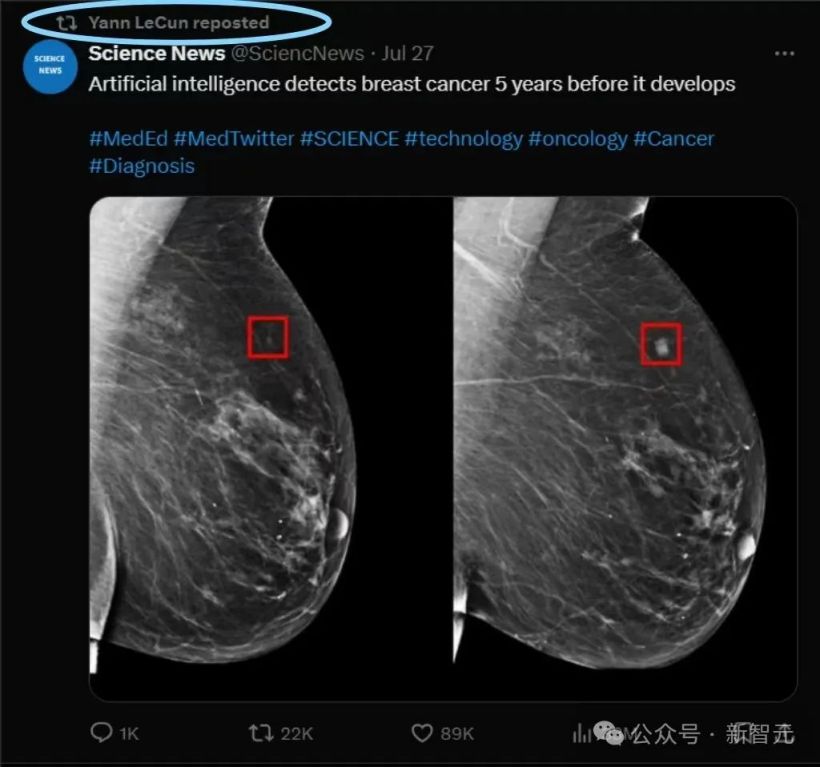 Yann LeCun reposted
SCIENCE
NEWS
Science News @SciencNews · Jul 27
Artificial intelligence detects breast cancer 5 years before it develops
#MedEd #MedTwitter #SCIENCE #technology #oncology #Cancer
#Diagnosis
1K 22K 89K
公众号 · 新智元